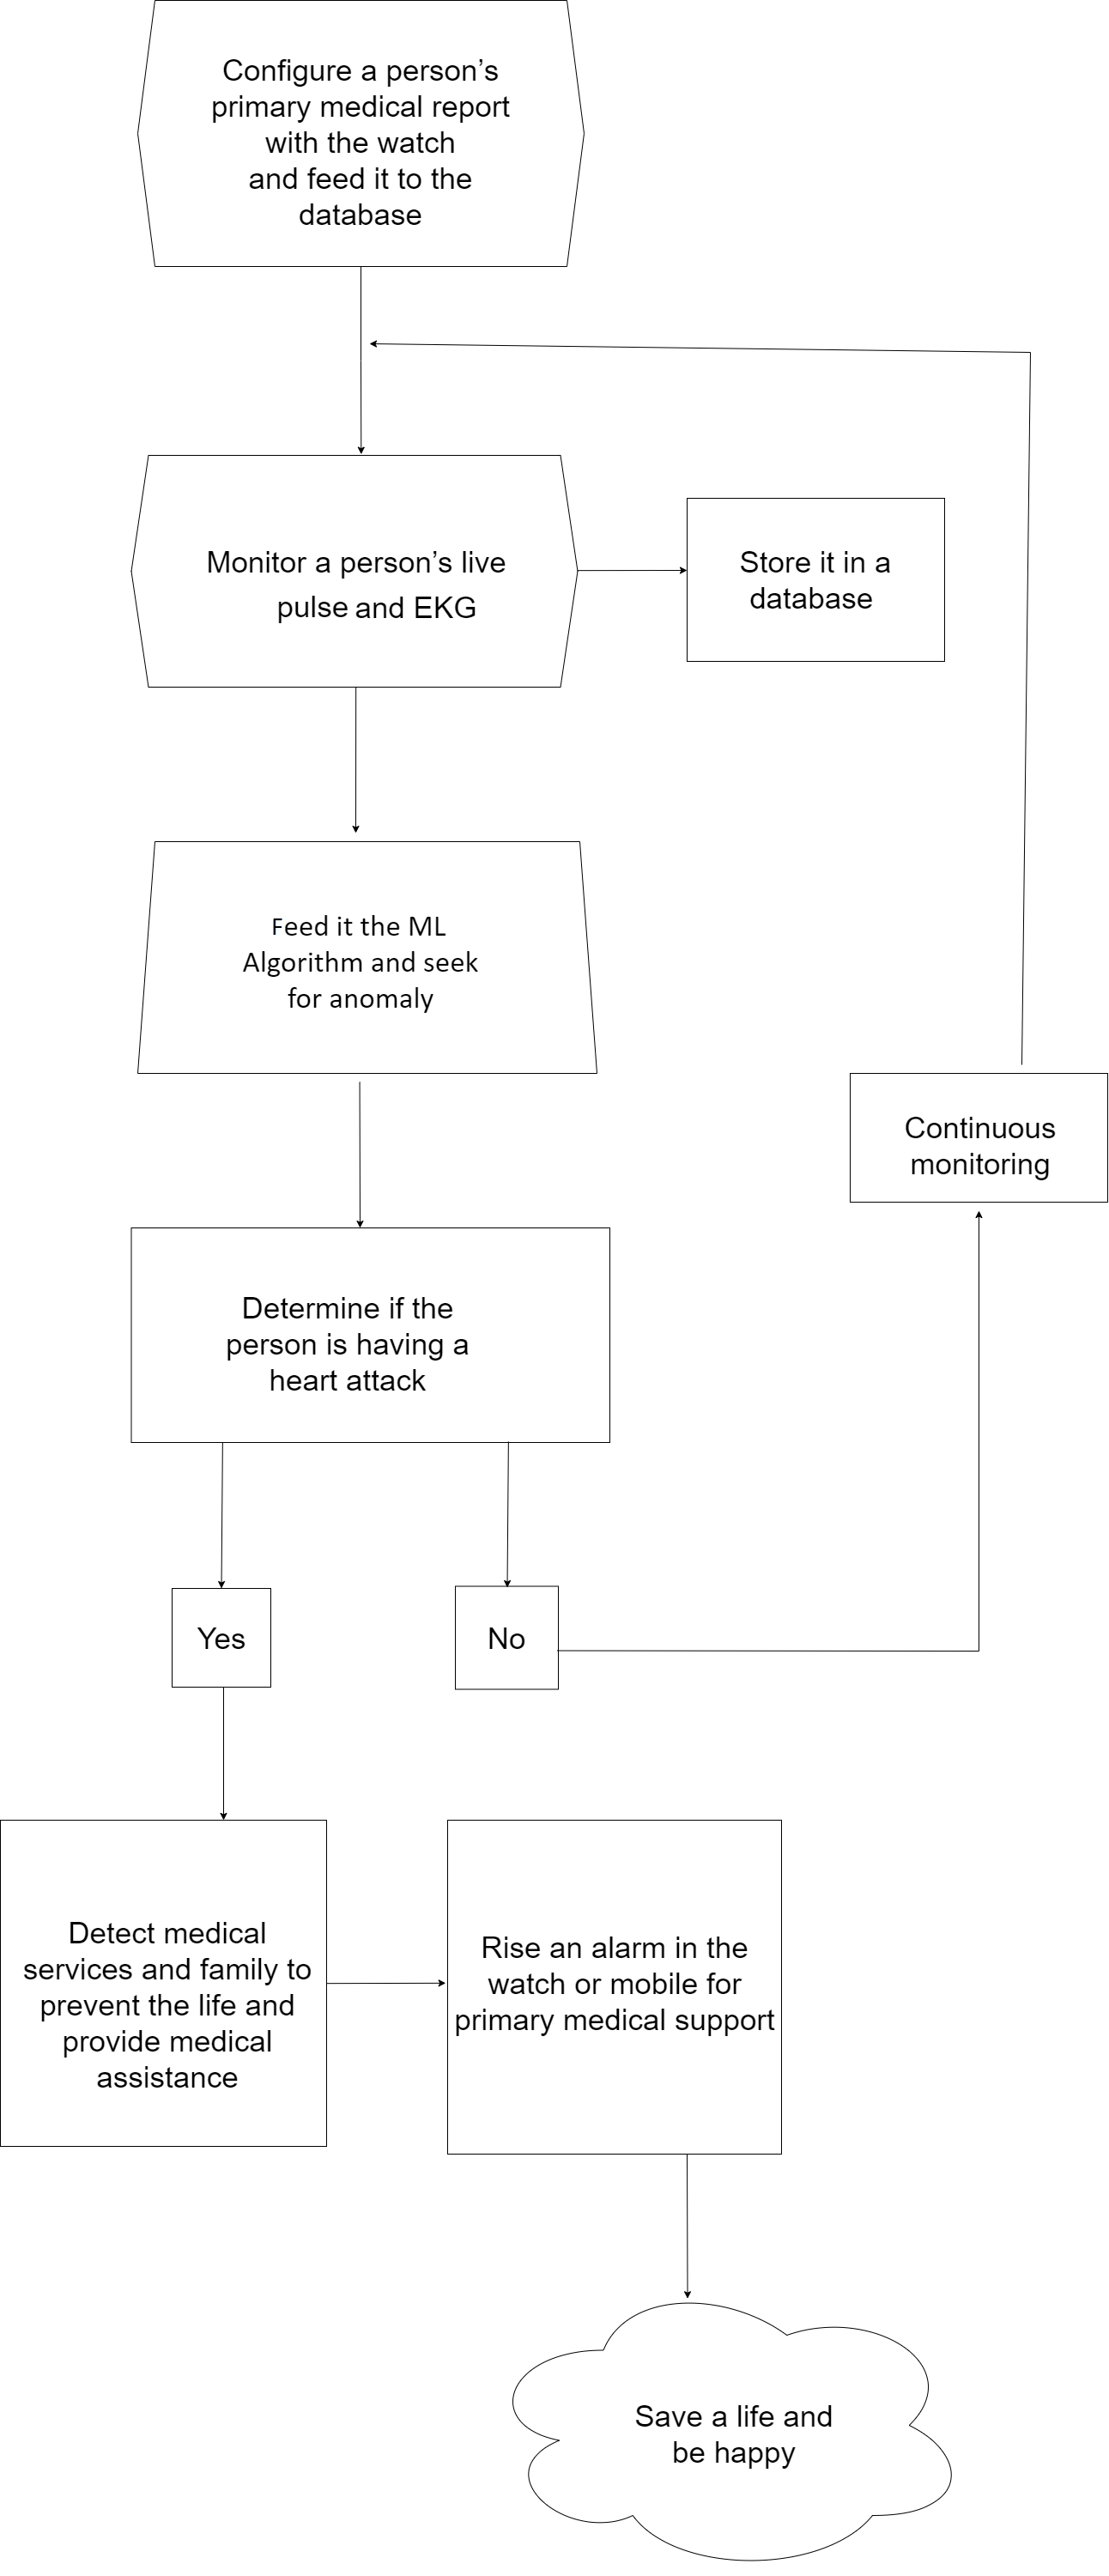 Configure a person’s
primary medical report
with the watch
and feed it to the
database
Monitor a person’s live
pulse and EKG
Store it in a
database
Feed it the ML
Algorithm and seek
for anomaly
Continuous
monitoring
Determine if the
person is having a
heart attack
Yes
No
Detect medical
services and family to
prevent the life and
provide medical
assistance
Rise an alarm in the
watch or mobile for
primary medical support
Save a life and
be happy